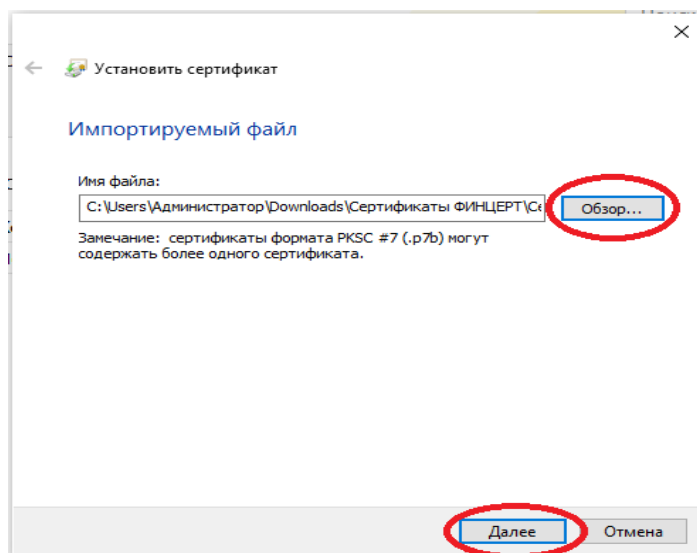 Установить сертификат
Импортируемый файл
Имя файла:
C:\Users\Администратор\Downloads\Сертификаты ФИНЦЕРТ\Се
Обзор...
Замечание: сертификаты формата PKSC #7 (.p7b) могут
содержать более одного сертификата.
Далее
Отмена